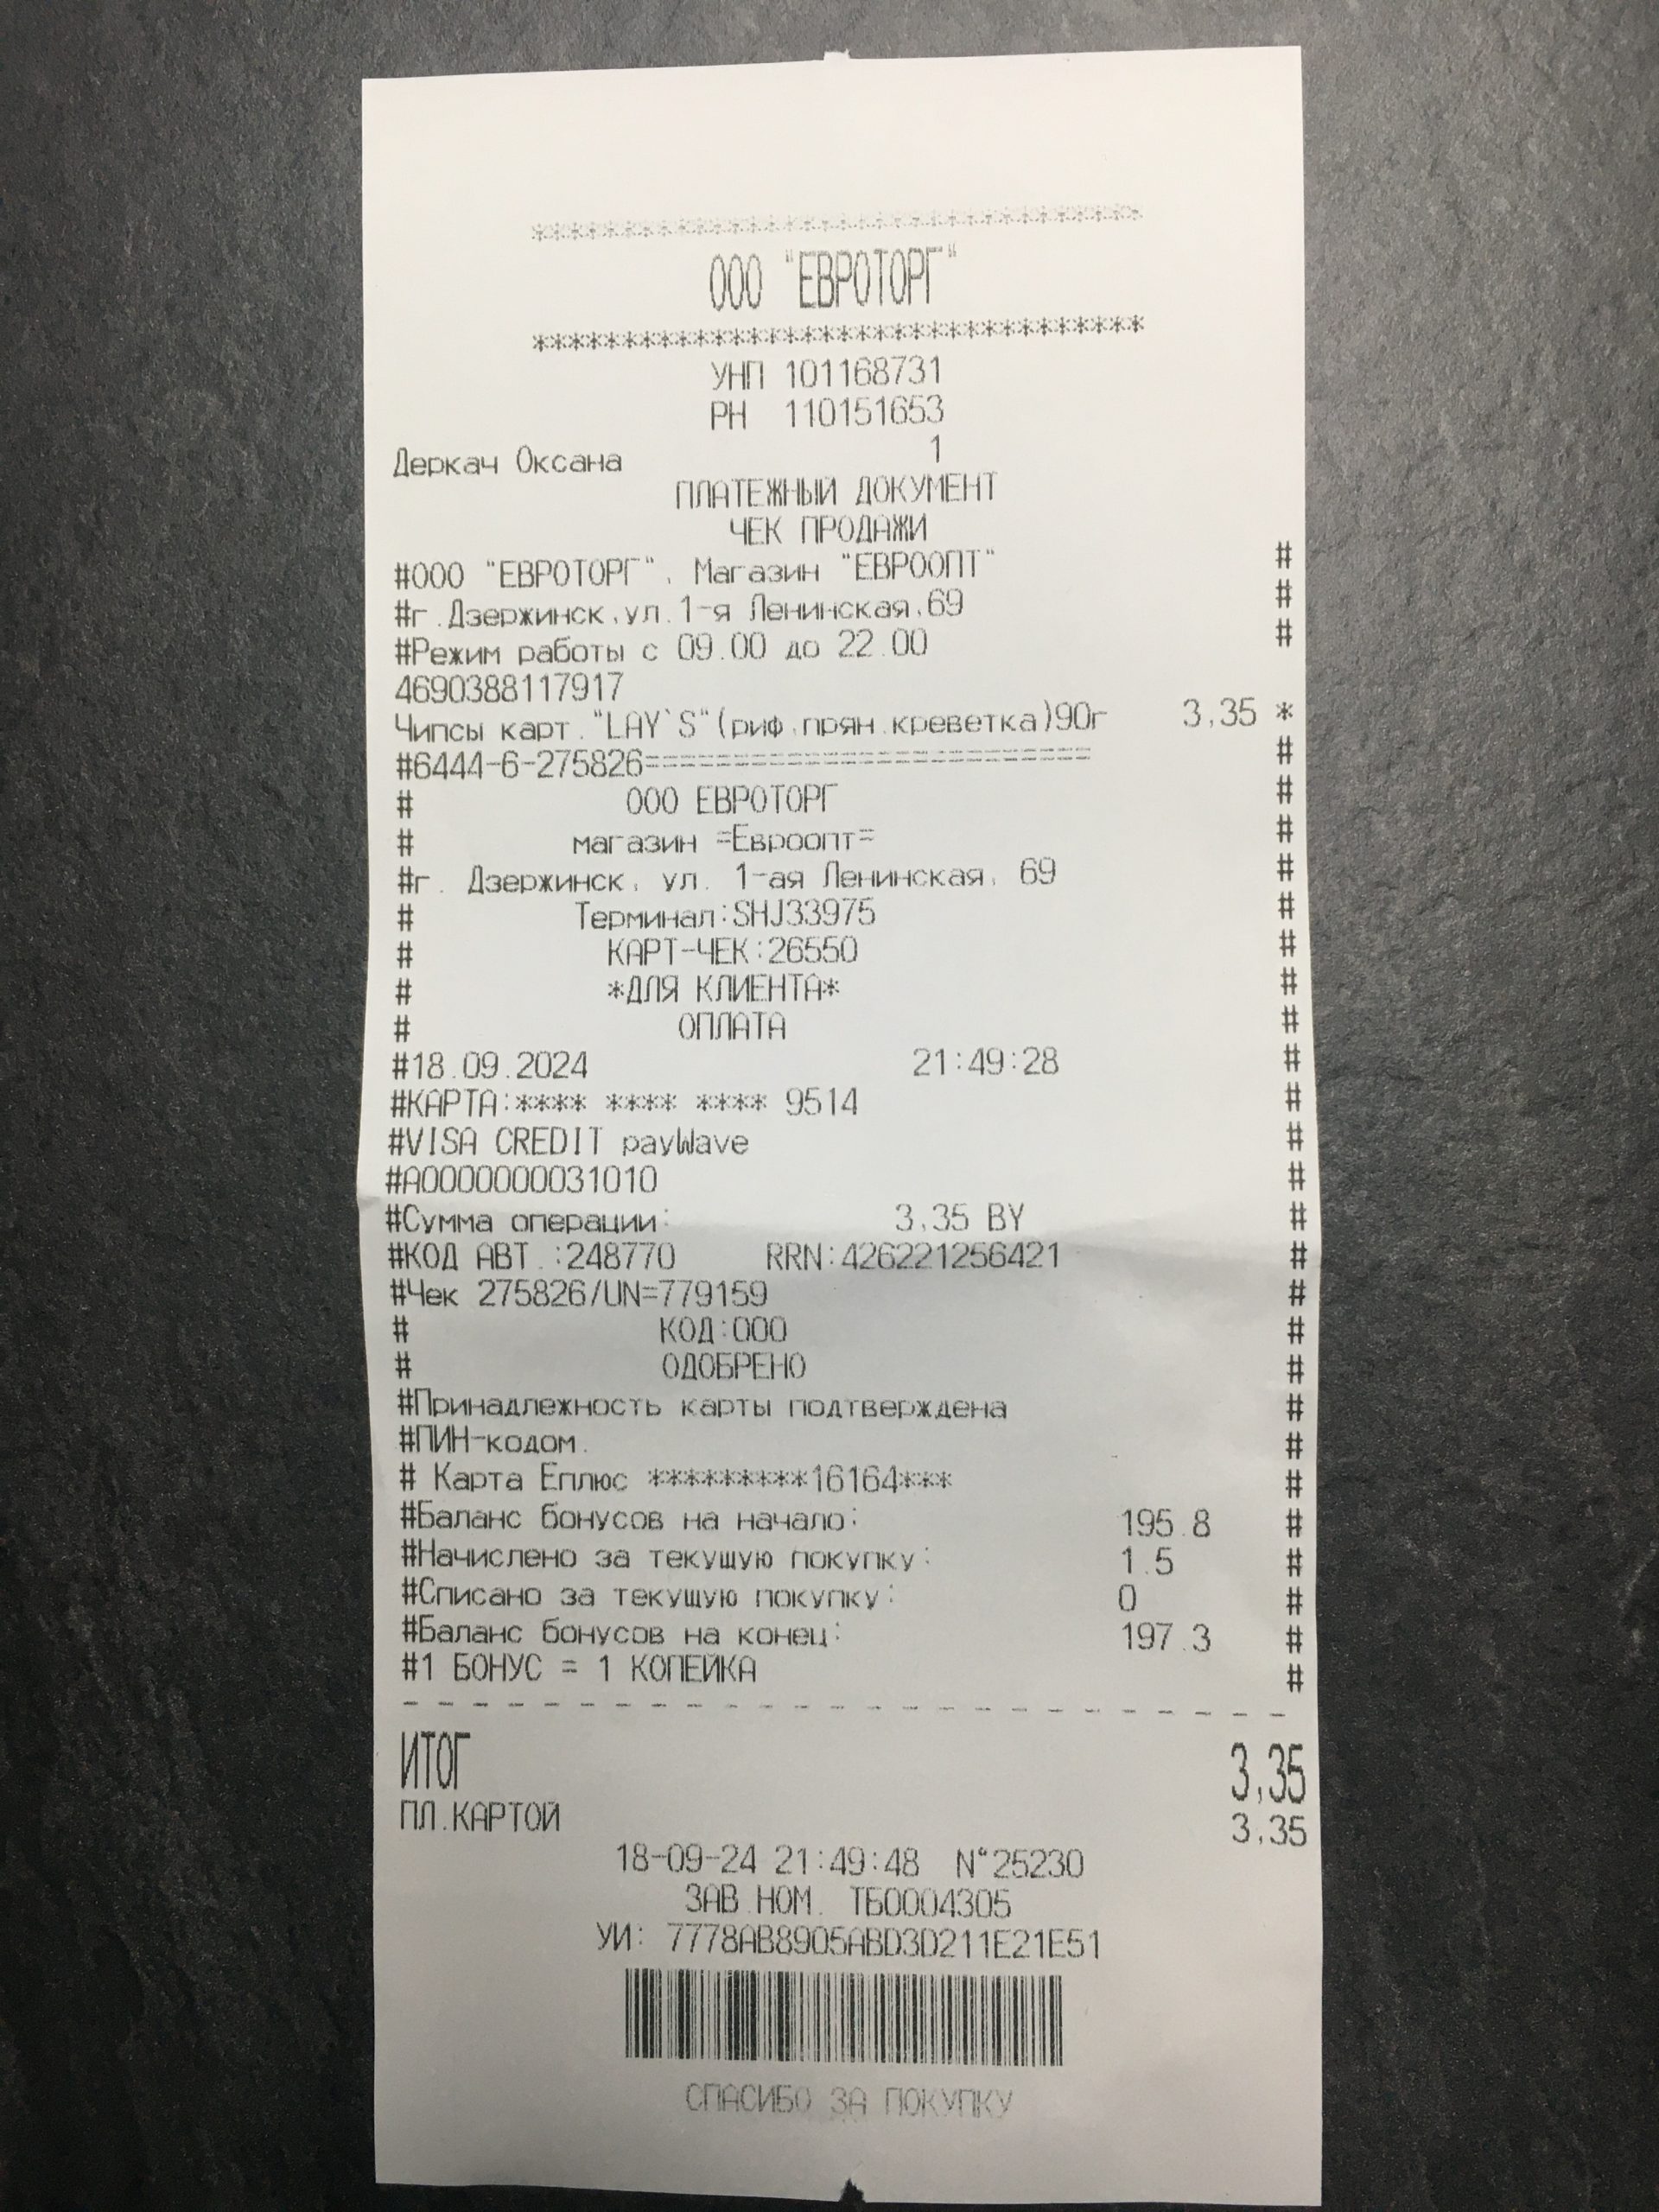 *********************************
ООО "ЕВРОТОРГ"
*********************************
УНП 101168731
РН 110151653
Деркач Оксана 1
ПЛАТЕЖНЫЙ ДОКУМЕНТ
ЧЕК ПРОДАЖИ
#ООО "ЕВРОТОРГ", Магазин "ЕВРООПТ" #
#г.Дзержинск,ул.1-я Ленинская,69 #
#Режим работы с 09.00 до 22.00 #
4690388117917
Чипсы карт."LAY`S"(риф,прян.креветка)90г 3,35 *
#6444-6-275826========================= #
# ООО ЕВРОТОРГ #
# магазин =Евроопт= #
#г. Дзержинск, ул. 1-ая Ленинская, 69 #
# Терминал:SHJ33975 #
# КАРТ-ЧЕК:26550 #
# *ДЛЯ КЛИЕНТА* #
# ОПЛАТА #
#18.09.2024 21:49:28 #
#КАРТА:**** **** **** 9514 #
#VISA CREDIT payWave #
#A0000000031010 #
#Сумма операции: 3,35 BY #
#КОД АВТ.:248770 RRN:426221256421 #
#Чек 275826/UN=779159 #
# КОД:000 #
# ОДОБРЕНО #
#Принадлежность карты подтверждена #
#ПИН-кодом. #
# Карта Еплюс *********16164*** #
#Баланс бонусов на начало: 195.8 #
#Начислено за текущую покупку: 1.5 #
#Списано за текущую покупку: 0 #
#Баланс бонусов на конец: 197.3 #
#1 БОНУС = 1 КОПЕЙКА #
- - - - - - - - - - - - - - - - - - - - - - - - -
ИТОГ 3,35
ПЛ.КАРТОЙ 3,35
18-09-24 21:49:48 N°25230
ЗАВ.НОМ. ТБ0004305
УИ: 7778AB8905ABD3D211E21E51
СПАСИБО ЗА ПОКУПКУ